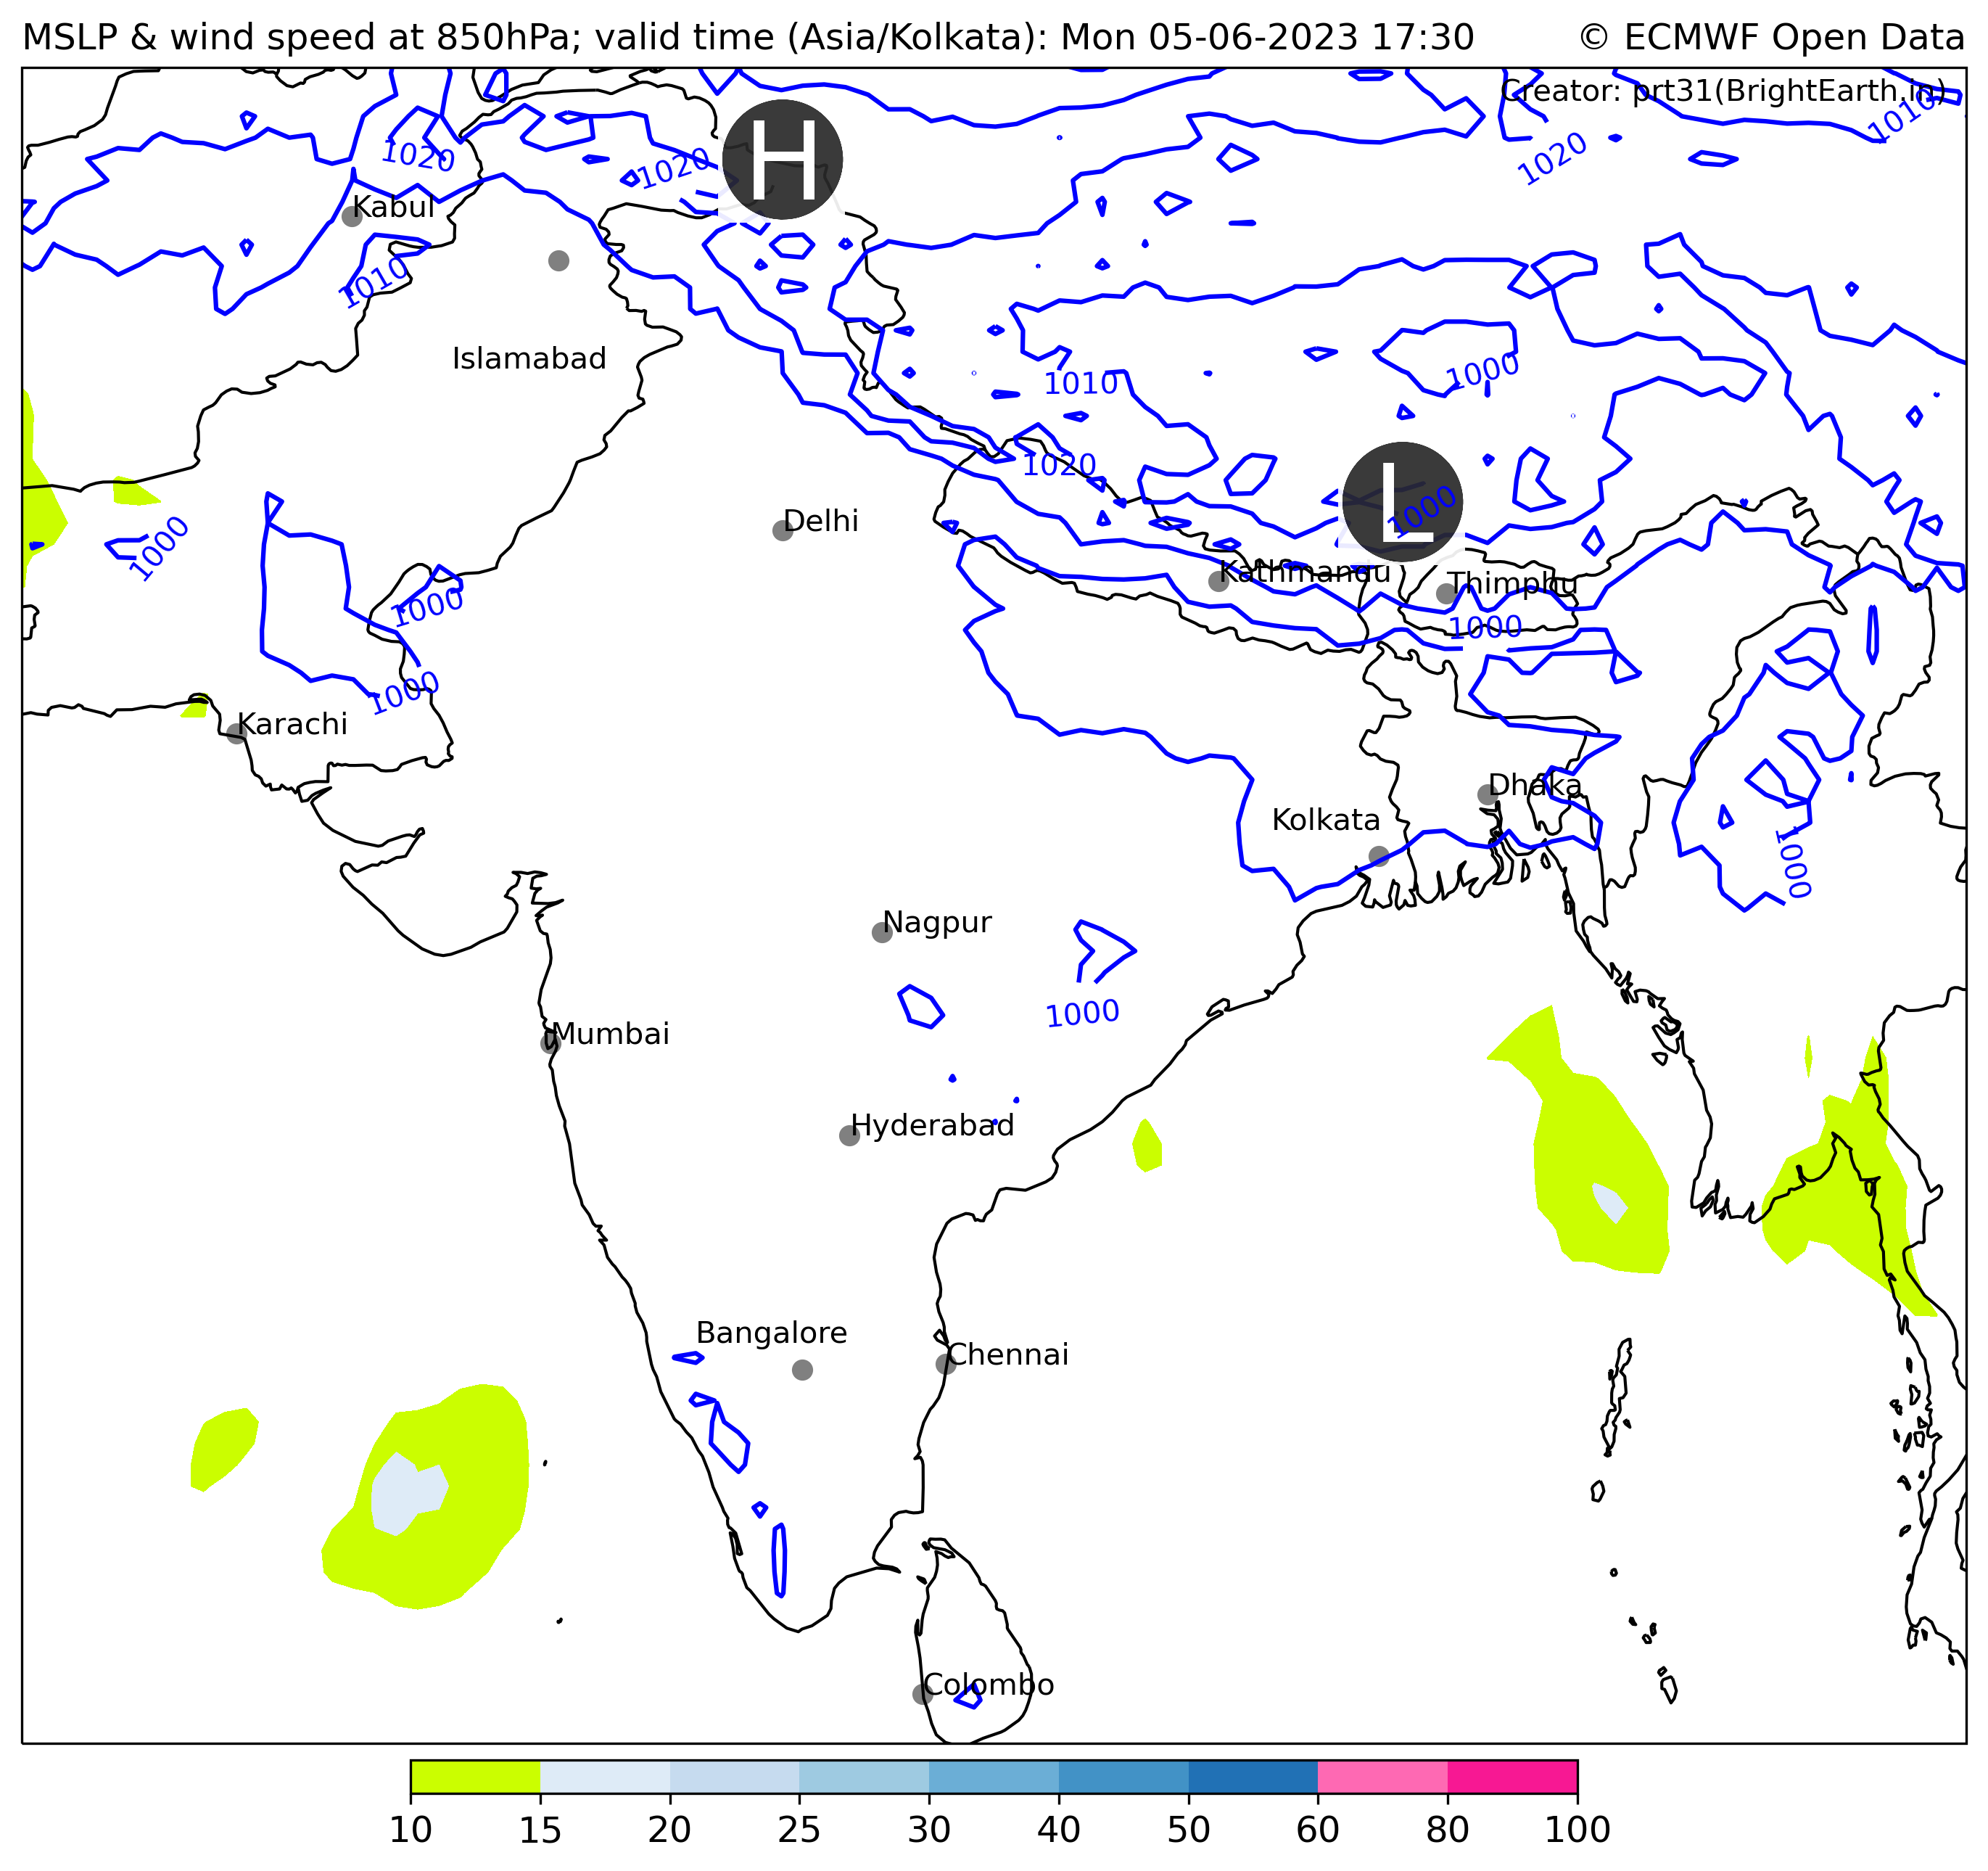 MSLP & wind speed at 850hPa; valid time (Asia/Kolkata): Mon 05-06-2023 17:30
© ECMWF Open Data
Creator: prt31(BrightEarth.in)
1010
1020
1020
H
1020
Kabul
1010
Islamabad
1010
1000
1020
L
1000
Delhi
1000
Kathmandu
Thimphu
1000
1000
1000
Karachi
Dhaka
Kolkata
1000
Nagpur
1000
Mumbai
Hyderabad
Bangalore
Chennai
Colombo
10 15 20 25 30 40 50 60 80 100